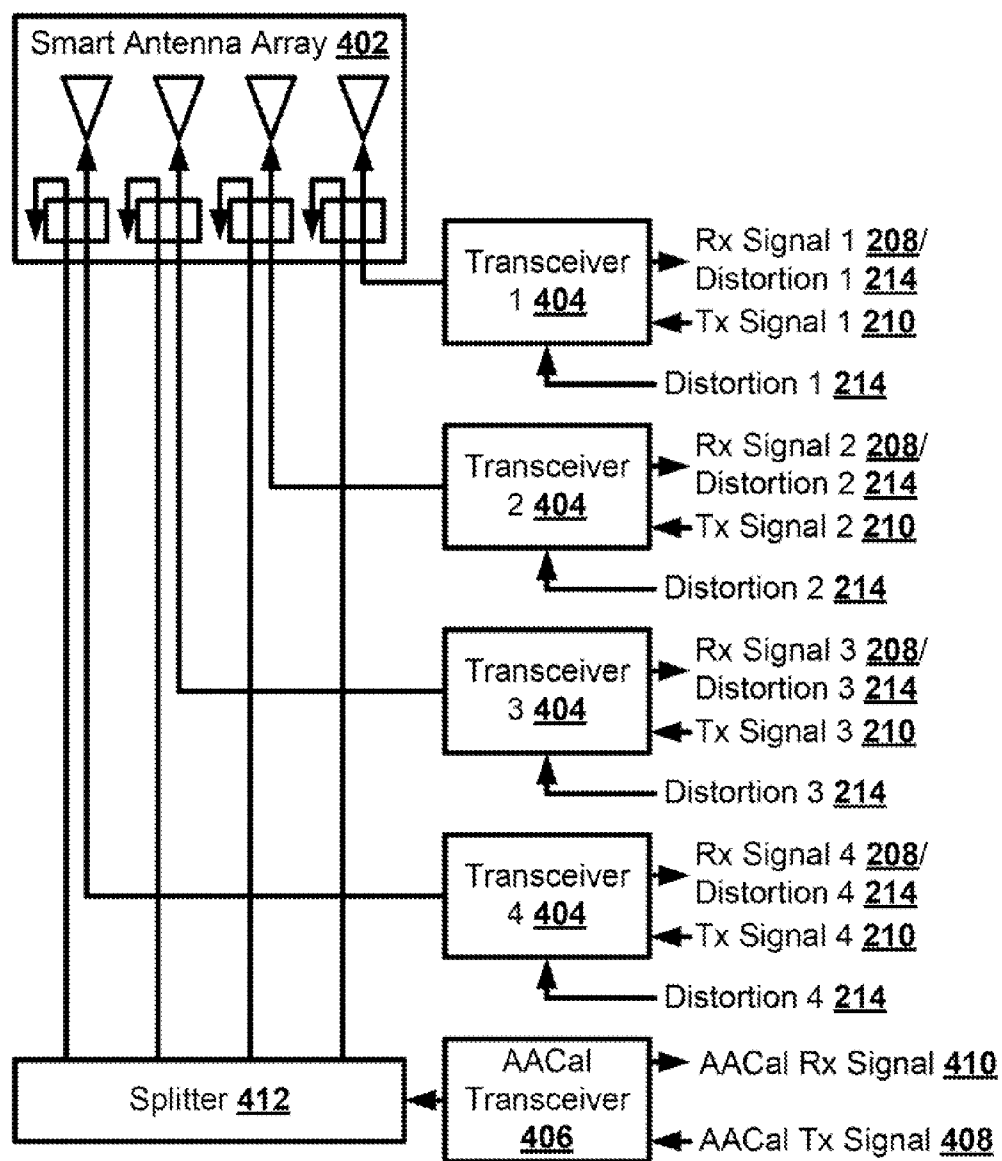 Smart Antenna Array 402
Transceiver
1 404
Rx Signal 1 208/
Distortion 1 214
Tx Signal 1 210
Distortion 1 214
Transceiver
2 404
Rx Signal 2 208/
Distortion 2 214
Tx Signal 2 210
Distortion 2 214
Transceiver
3 404
Rx Signal 3 208/
Distortion 3 214
Tx Signal 3 210
Distortion 3 214
Transceiver
4 404
Rx Signal 4 208/
Distortion 4 214
Tx Signal 4 210
Distortion 4 214
Splitter 412
AACal
Transceiver
406
AACal Rx Signal 410
AACal Tx Signal 408